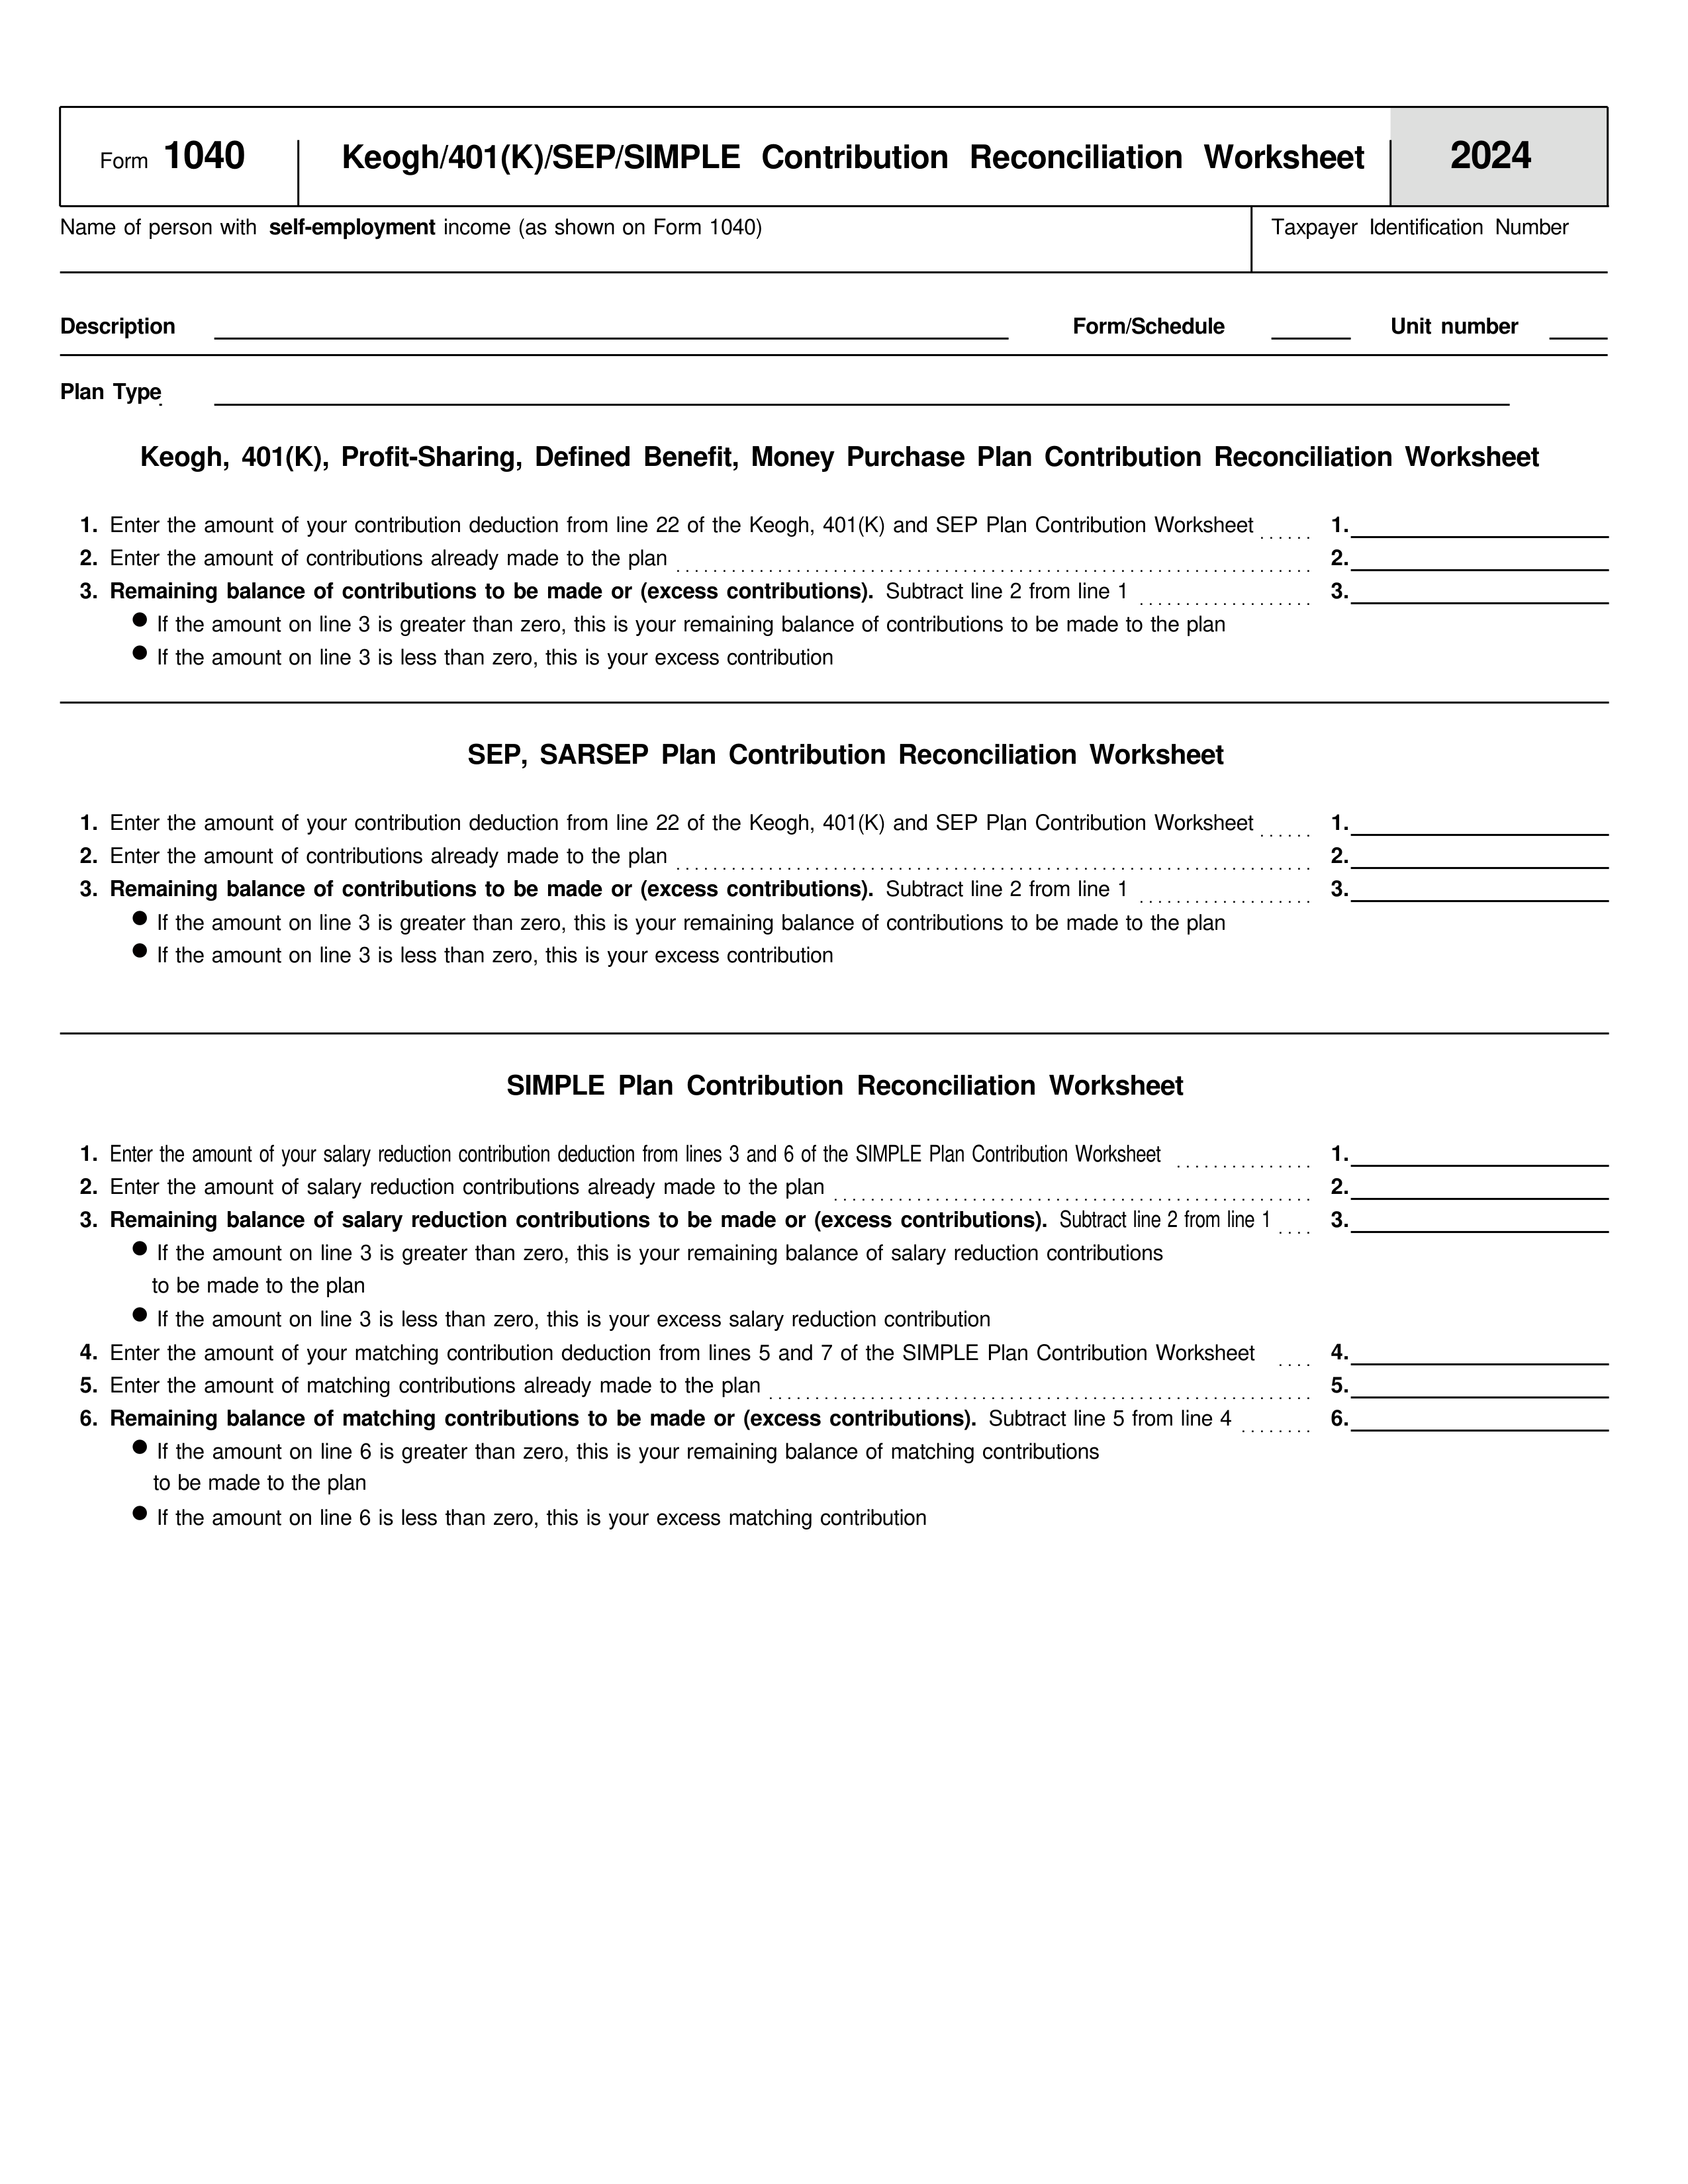 Form 1040 Keogh/401(K)/SEP/SIMPLE Contribution Reconciliation Worksheet 2024
Name of person with self-employment income (as shown on Form 1040) Taxpayer Identification Number
Description Form/Schedule Unit number
Plan Type
Keogh, 401(K), Profit-Sharing, Defined Benefit, Money Purchase Plan Contribution Reconciliation Worksheet
1. Enter the amount of your contribution deduction from line 22 of the Keogh, 401(K) and SEP Plan Contribution Worksheet ...... 1.
2. Enter the amount of contributions already made to the plan ...... 2.
3. Remaining balance of contributions to be made or (excess contributions). Subtract line 2 from line 1 ...... 3.
● If the amount on line 3 is greater than zero, this is your remaining balance of contributions to be made to the plan
● If the amount on line 3 is less than zero, this is your excess contribution
SEP, SARSEP Plan Contribution Reconciliation Worksheet
1. Enter the amount of your contribution deduction from line 22 of the Keogh, 401(K) and SEP Plan Contribution Worksheet ...... 1.
2. Enter the amount of contributions already made to the plan ...... 2.
3. Remaining balance of contributions to be made or (excess contributions). Subtract line 2 from line 1 ...... 3.
● If the amount on line 3 is greater than zero, this is your remaining balance of contributions to be made to the plan
● If the amount on line 3 is less than zero, this is your excess contribution
SIMPLE Plan Contribution Reconciliation Worksheet
1. Enter the amount of your salary reduction contribution deduction from lines 3 and 6 of the SIMPLE Plan Contribution Worksheet ...... 1.
2. Enter the amount of salary reduction contributions already made to the plan ...... 2.
3. Remaining balance of salary reduction contributions to be made or (excess contributions). Subtract line 2 from line 1 .... 3.
● If the amount on line 3 is greater than zero, this is your remaining balance of salary reduction contributions
to be made to the plan
● If the amount on line 3 is less than zero, this is your excess salary reduction contribution
4. Enter the amount of your matching contribution deduction from lines 5 and 7 of the SIMPLE Plan Contribution Worksheet .... 4.
5. Enter the amount of matching contributions already made to the plan ...... 5.
6. Remaining balance of matching contributions to be made or (excess contributions). Subtract line 5 from line 4 ........ 6.
● If the amount on line 6 is greater than zero, this is your remaining balance of matching contributions
to be made to the plan
● If the amount on line 6 is less than zero, this is your excess matching contribution